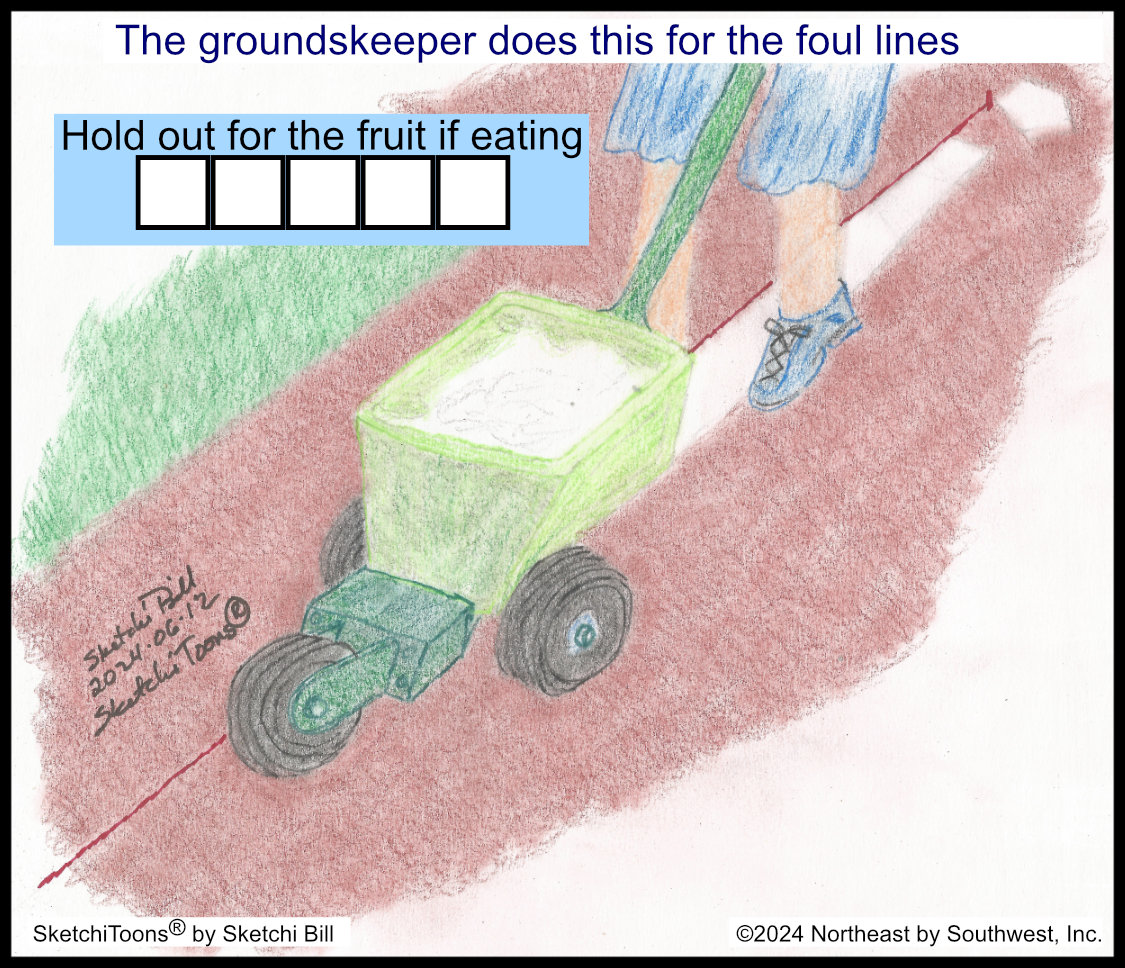 The groundskeeper does this for the foul lines
Hold out for the fruit if eating
Sketchi Bill
2024.06.12
SketchiToons©
SketchiToons® by Sketchi Bill
©2024 Northeast by Southwest, Inc.